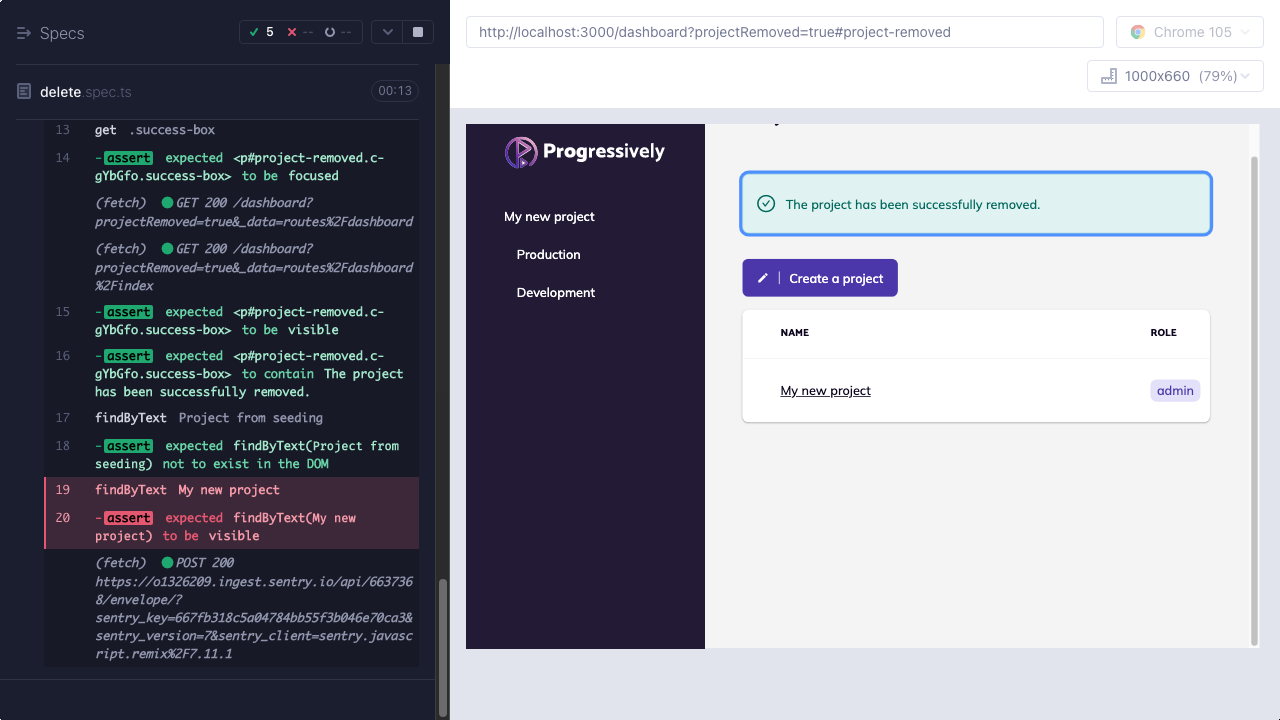 Specs
5 -- --
delete spec.ts
00:13
13 get .success-box
14 -assert expected <p#project-removed.c-
gYbGfo.success-box> to be focused
(fetch) GET 200 /dashboard?
projectRemoved=true&_data=routes%2Fdashboard
(fetch) GET 200 /dashboard?
projectRemoved=true&_data=routes%2Fdashboard
%2Findex
15 -assert expected <p#project-removed.c-
gYbGfo.success-box> to be visible
16 -assert expected <p#project-removed.c-
gYbGfo.success-box> to contain The project
has been successfully removed.
17 findByText Project from seeding
18 -assert expected findByText(Project from
seeding) not to exist in the DOM
19 findByText My new project
20 -assert expected findByText(My new
project) to be visible
(fetch) POST 200
https://o1326209.ingest.sentry.io/api/663736
8/envelope/?
sentry_key=667fb318c5a04784bb55f3b046e70ca3&
sentry_version=7&sentry_client=sentry.javasc
ript.remix%2F7.11.1
http://localhost:3000/dashboard?projectRemoved=true#project-removed
Chrome 105
1000x660 (79%)
Progressively
My new project
Production
Development
The project has been successfully removed.
Create a project
NAME ROLE
My new project admin